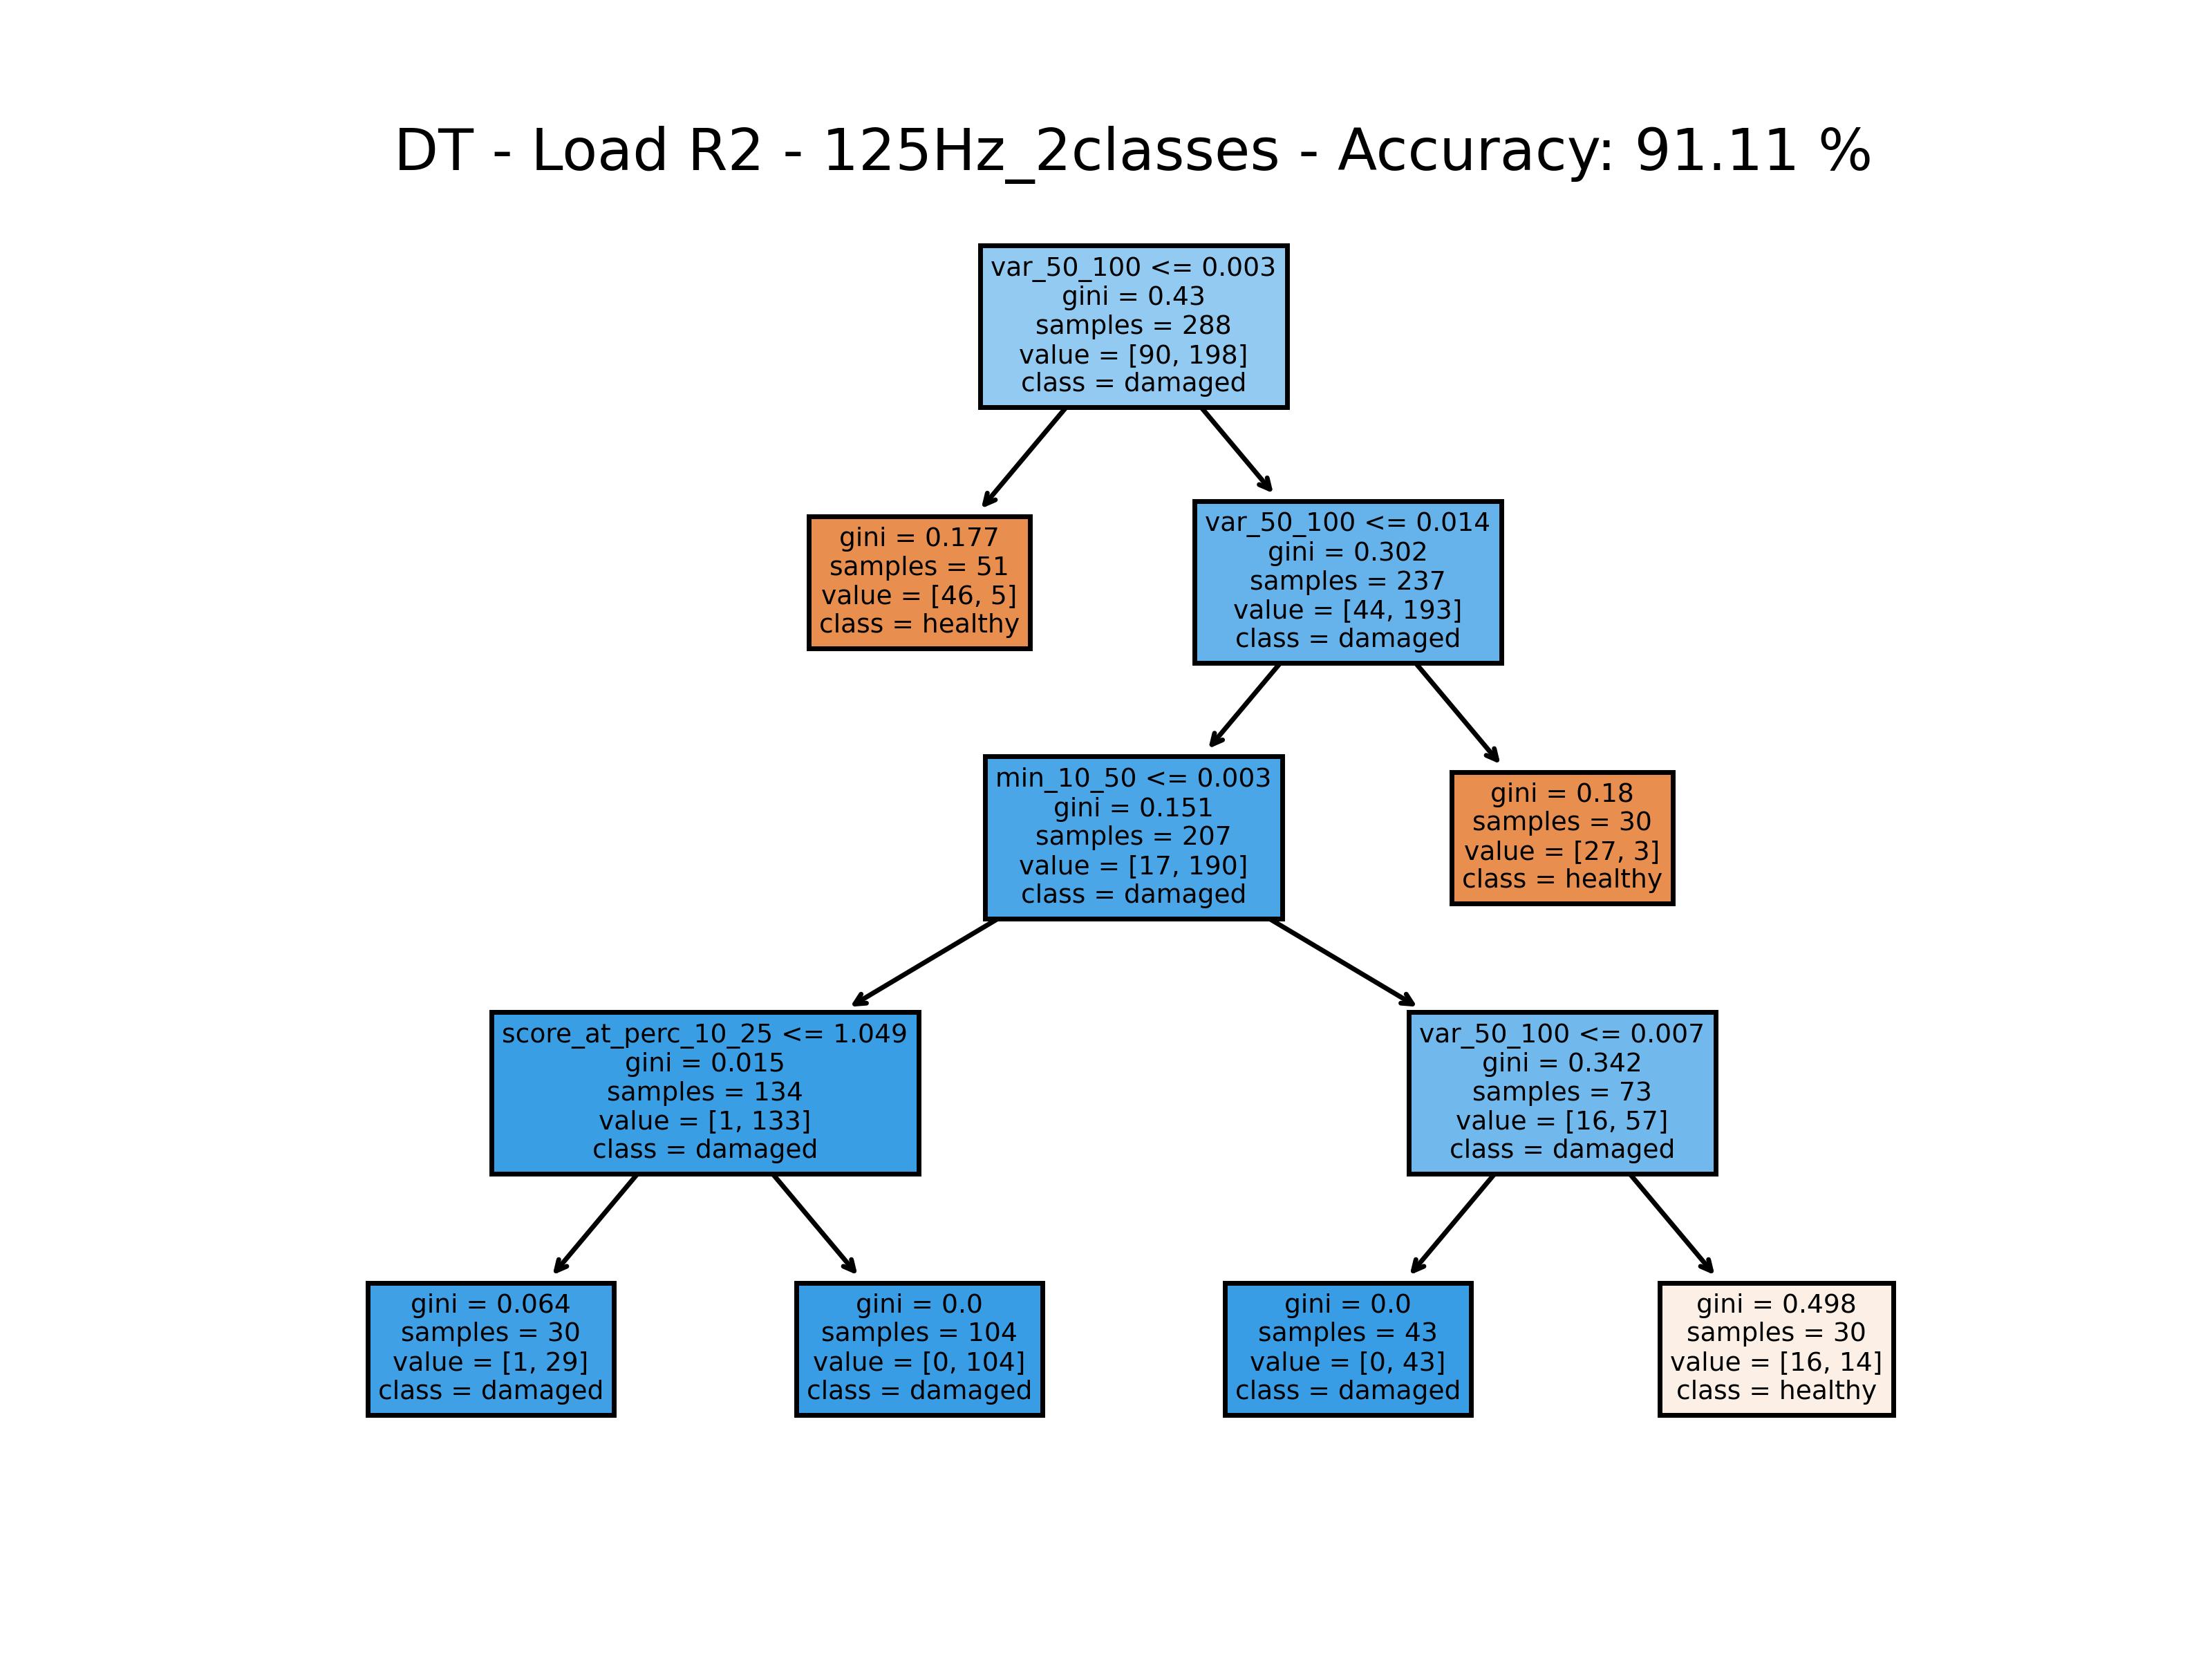 DT - Load R2 - 125Hz_2classes - Accuracy: 91.11 %
var_50_100 <= 0.003
gini = 0.43
samples = 288
value = [90, 198]
class = damaged
gini = 0.177
samples = 51
value = [46, 5]
class = healthy
var_50_100 <= 0.014
gini = 0.302
samples = 237
value = [44, 193]
class = damaged
min_10_50 <= 0.003
gini = 0.151
samples = 207
value = [17, 190]
class = damaged
gini = 0.18
samples = 30
value = [27, 3]
class = healthy
score_at_perc_10_25 <= 1.049
gini = 0.015
samples = 134
value = [1, 133]
class = damaged
var_50_100 <= 0.007
gini = 0.342
samples = 73
value = [16, 57]
class = damaged
gini = 0.064
samples = 30
value = [1, 29]
class = damaged
gini = 0.0
samples = 104
value = [0, 104]
class = damaged
gini = 0.0
samples = 43
value = [0, 43]
class = damaged
gini = 0.498
samples = 30
value = [16, 14]
class = healthy